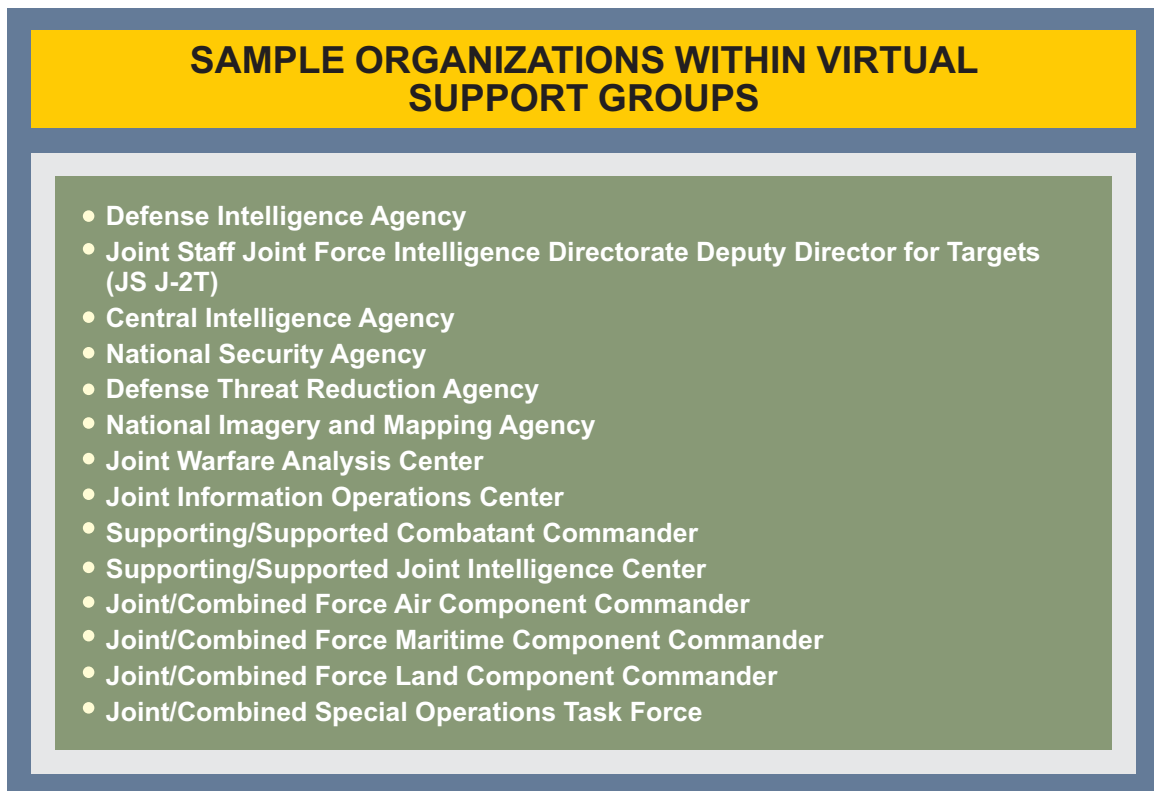 SAMPLE ORGANIZATIONS WITHIN VIRTUAL
SUPPORT GROUPS
• Defense Intelligence Agency
• Joint Staff Joint Force Intelligence Directorate Deputy Director for Targets
(JS J-2T)
• Central Intelligence Agency
• National Security Agency
• Defense Threat Reduction Agency
• National Imagery and Mapping Agency
• Joint Warfare Analysis Center
• Joint Information Operations Center
• Supporting/Supported Combatant Commander
• Supporting/Supported Joint Intelligence Center
• Joint/Combined Force Air Component Commander
• Joint/Combined Force Maritime Component Commander
• Joint/Combined Force Land Component Commander
• Joint/Combined Special Operations Task Force